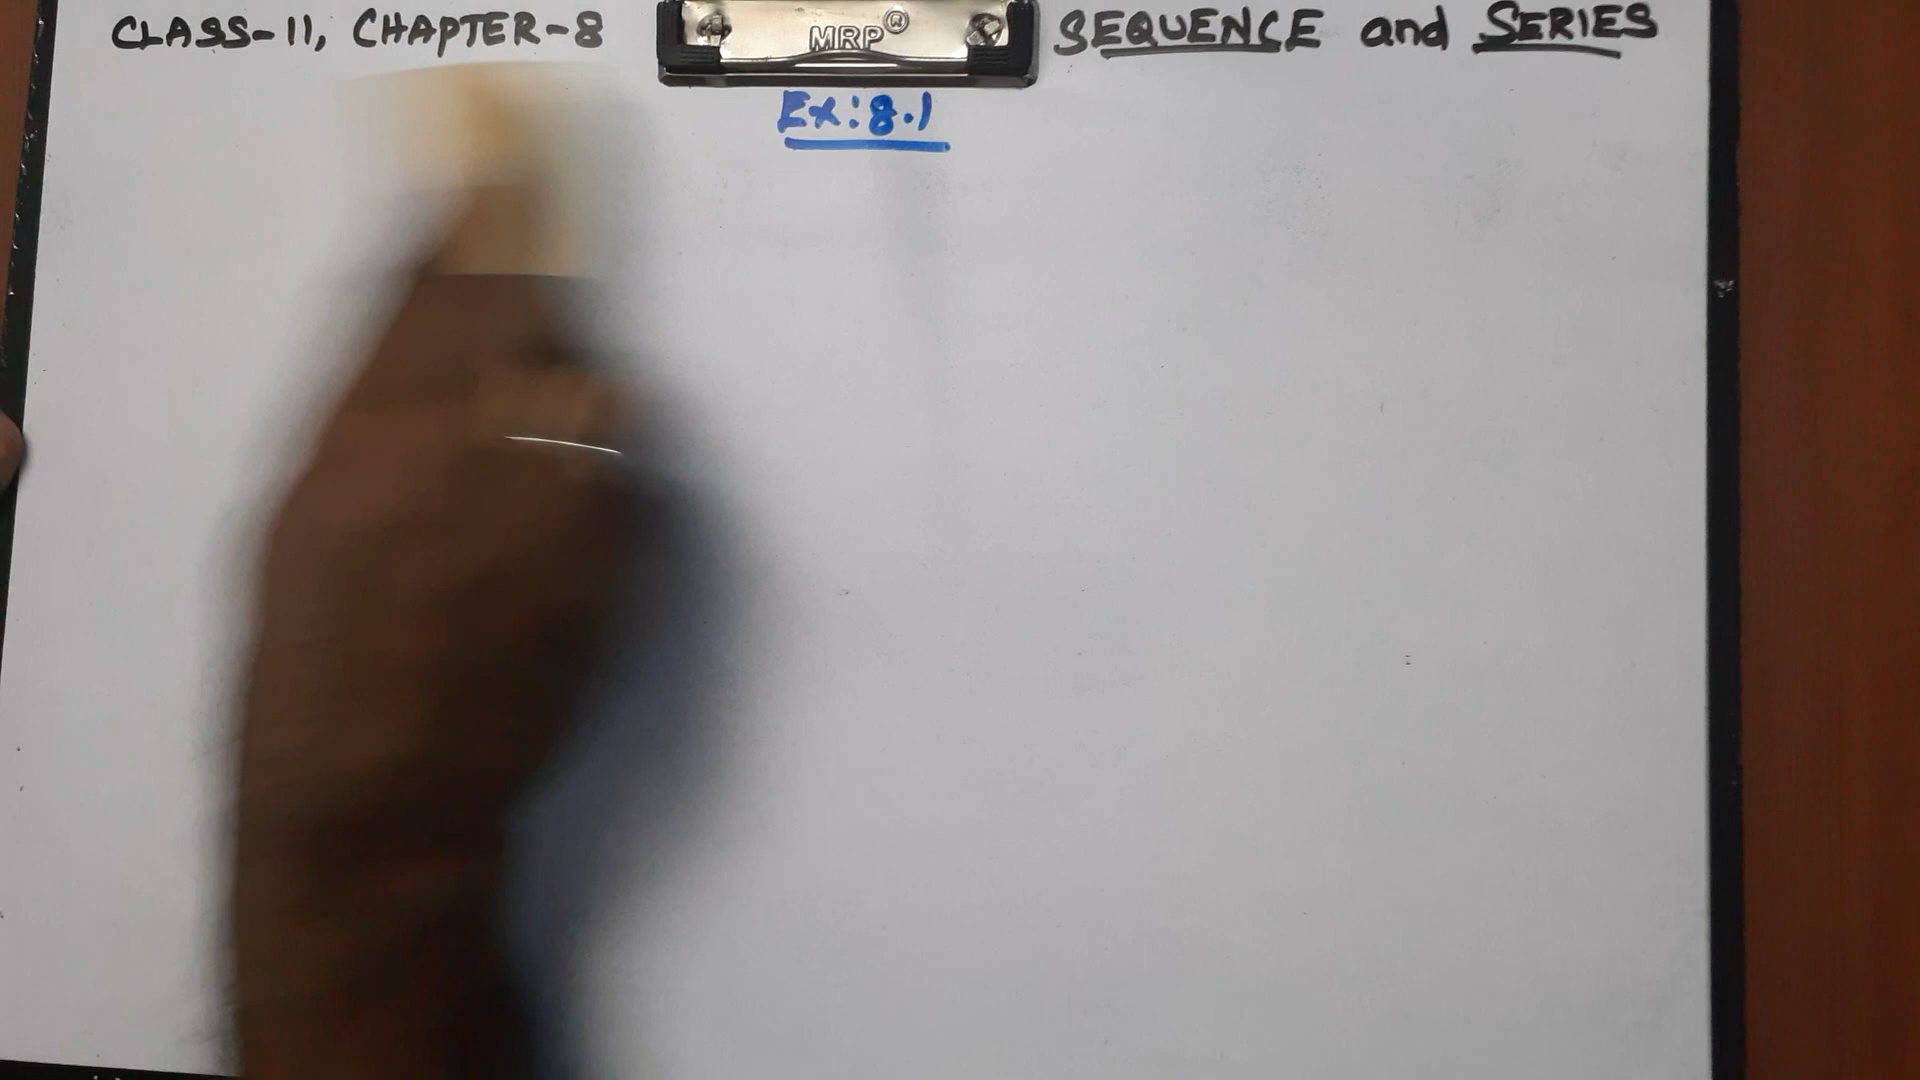 CLASS-11, CHAPTER-8 MRP® SEQUENCE and SERIES
Ex:8.1